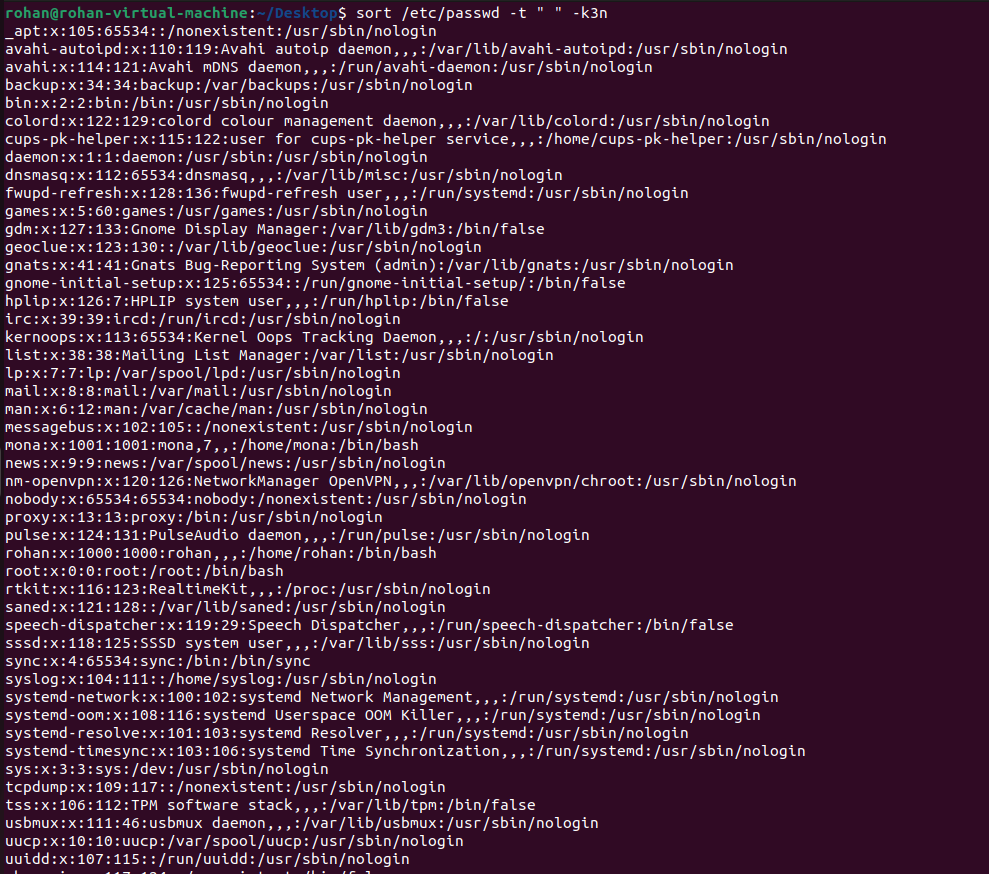 rohan@rohan-virtual-machine:~/Desktop$ sort /etc/passwd -t " " -k3n
_apt:x:105:65534::/nonexistent:/usr/sbin/nologin
avahi-autoipd:x:110:119:Avahi autoip daemon,,,:/var/lib/avahi-autoipd:/usr/sbin/nologin
avahi:x:114:121:Avahi mDNS daemon,,,:/run/avahi-daemon:/usr/sbin/nologin
backup:x:34:34:backup:/var/backups:/usr/sbin/nologin
bin:x:2:2:bin:/bin:/usr/sbin/nologin
colord:x:122:129:colord colour management daemon,,,:/var/lib/colord:/usr/sbin/nologin
cups-pk-helper:x:115:122:user for cups-pk-helper service,,,:/home/cups-pk-helper:/usr/sbin/nologin
daemon:x:1:1:daemon:/usr/sbin:/usr/sbin/nologin
dnsmasq:x:112:65534:dnsmasq,,,:/var/lib/misc:/usr/sbin/nologin
fwupd-refresh:x:128:136:fwupd-refresh user,,,:/run/systemd:/usr/sbin/nologin
games:x:5:60:games:/usr/games:/usr/sbin/nologin
gdm:x:127:133:Gnome Display Manager:/var/lib/gdm3:/bin/false
geoclue:x:123:130::/var/lib/geoclue:/usr/sbin/nologin
gnats:x:41:41:Gnats Bug-Reporting System (admin):/var/lib/gnats:/usr/sbin/nologin
gnome-initial-setup:x:125:65534::/run/gnome-initial-setup/:/bin/false
hplip:x:126:7:HPLIP system user,,,:/run/hplip:/bin/false
irc:x:39:39:ircd:/run/ircd:/usr/sbin/nologin
kernoops:x:113:65534:Kernel Oops Tracking Daemon,,,:/:/usr/sbin/nologin
list:x:38:38:Mailing List Manager:/var/list:/usr/sbin/nologin
lp:x:7:7:lp:/var/spool/lpd:/usr/sbin/nologin
mail:x:8:8:mail:/var/mail:/usr/sbin/nologin
man:x:6:12:man:/var/cache/man:/usr/sbin/nologin
messagebus:x:102:105::/nonexistent:/usr/sbin/nologin
mona:x:1001:1001:mona,7,,:/home/mona:/bin/bash
news:x:9:9:news:/var/spool/news:/usr/sbin/nologin
nm-openvpn:x:120:126:NetworkManager OpenVPN,,,:/var/lib/openvpn/chroot:/usr/sbin/nologin
nobody:x:65534:65534:nobody:/nonexistent:/usr/sbin/nologin
proxy:x:13:13:proxy:/bin:/usr/sbin/nologin
pulse:x:124:131:PulseAudio daemon,,,:/run/pulse:/usr/sbin/nologin
rohan:x:1000:1000:rohan,,,:/home/rohan:/bin/bash
root:x:0:0:root:/root:/bin/bash
rtkit:x:116:123:RealtimeKit,,,:/proc:/usr/sbin/nologin
saned:x:121:128::/var/lib/saned:/usr/sbin/nologin
speech-dispatcher:x:119:29:Speech Dispatcher,,,:/run/speech-dispatcher:/bin/false
sssd:x:118:125:SSSD system user,,,:/var/lib/sss:/usr/sbin/nologin
sync:x:4:65534:sync:/bin:/bin/sync
syslog:x:104:111::/home/syslog:/usr/sbin/nologin
systemd-network:x:100:102:systemd Network Management,,,:/run/systemd:/usr/sbin/nologin
systemd-oom:x:108:116:systemd Userspace OOM Killer,,,:/run/systemd:/usr/sbin/nologin
systemd-resolve:x:101:103:systemd Resolver,,,:/run/systemd:/usr/sbin/nologin
systemd-timesync:x:103:106:systemd Time Synchronization,,,:/run/systemd:/usr/sbin/nologin
sys:x:3:3:sys:/dev:/usr/sbin/nologin
tcpdump:x:109:117::/nonexistent:/usr/sbin/nologin
tss:x:106:112:TPM software stack,,,:/var/lib/tpm:/bin/false
usbmux:x:111:46:usbmux daemon,,,:/var/lib/usbmux:/usr/sbin/nologin
uucp:x:10:10:uucp:/var/spool/uucp:/usr/sbin/nologin
uuidd:x:107:115::/run/uuidd:/usr/sbin/nologin